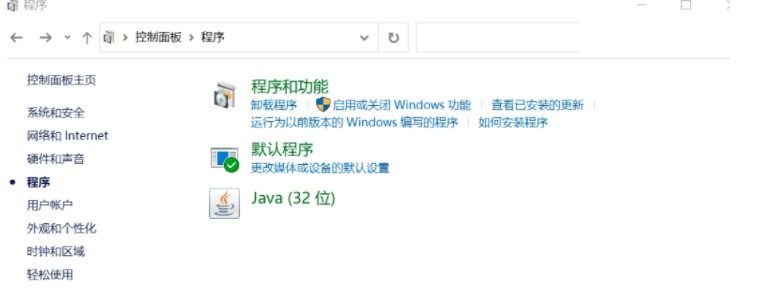 程序
控制面板 > 程序
控制面板主页
系统和安全
网络和 Internet
硬件和声音
程序
用户帐户
外观和个性化
时钟和区域
轻松使用
程序和功能
卸载程序 启用或关闭 Windows 功能 查看已安装的更新
运行为以前版本的 Windows 编写的程序 如何安装程序
默认程序
更改媒体或设备的默认设置
Java (32 位)